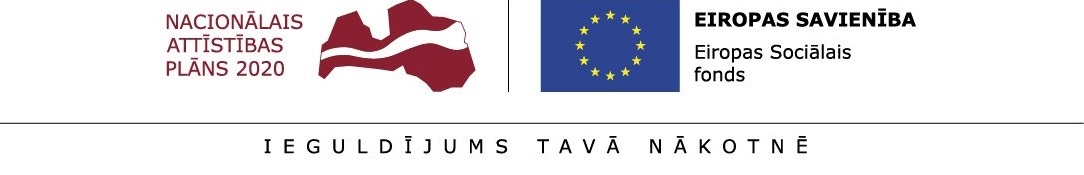 NACIONĀLAIS
ATTĪSTĪBAS
PLĀNS 2020
EIROPAS SAVIENĪBA
Eiropas Sociālais
fonds
IEGULDĪJUMS TAVĀ NĀKOTNĒ